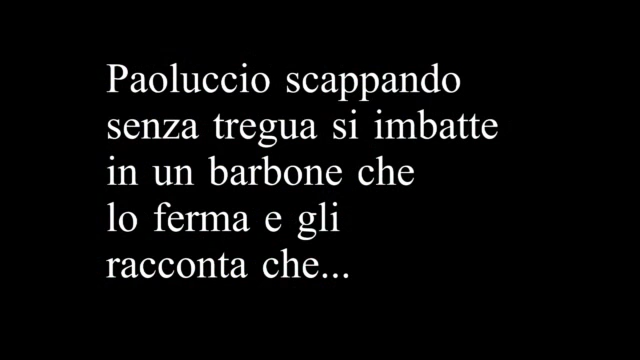 Paoluccio scappando
senza tregua si imbatte
in un barbone che
lo ferma e gli
racconta che...